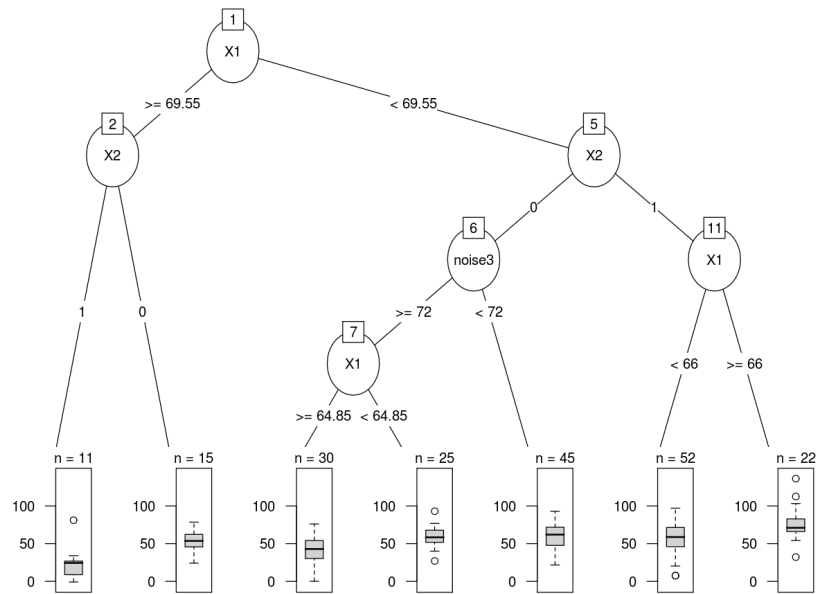 1
X1
>= 69.55 < 69.55
2 5
X2 X2
0 1
6 11
noise3 X1
1 0 >= 72 < 72
7
X1
< 66 >= 66
>= 64.85 < 64.85
n = 11 n = 15 n = 30 n = 25 n = 45 n = 52 n = 22
100 100 100 100 100 100 100
50 50 50 50 50 50 50
0 0 0 0 0 0 0